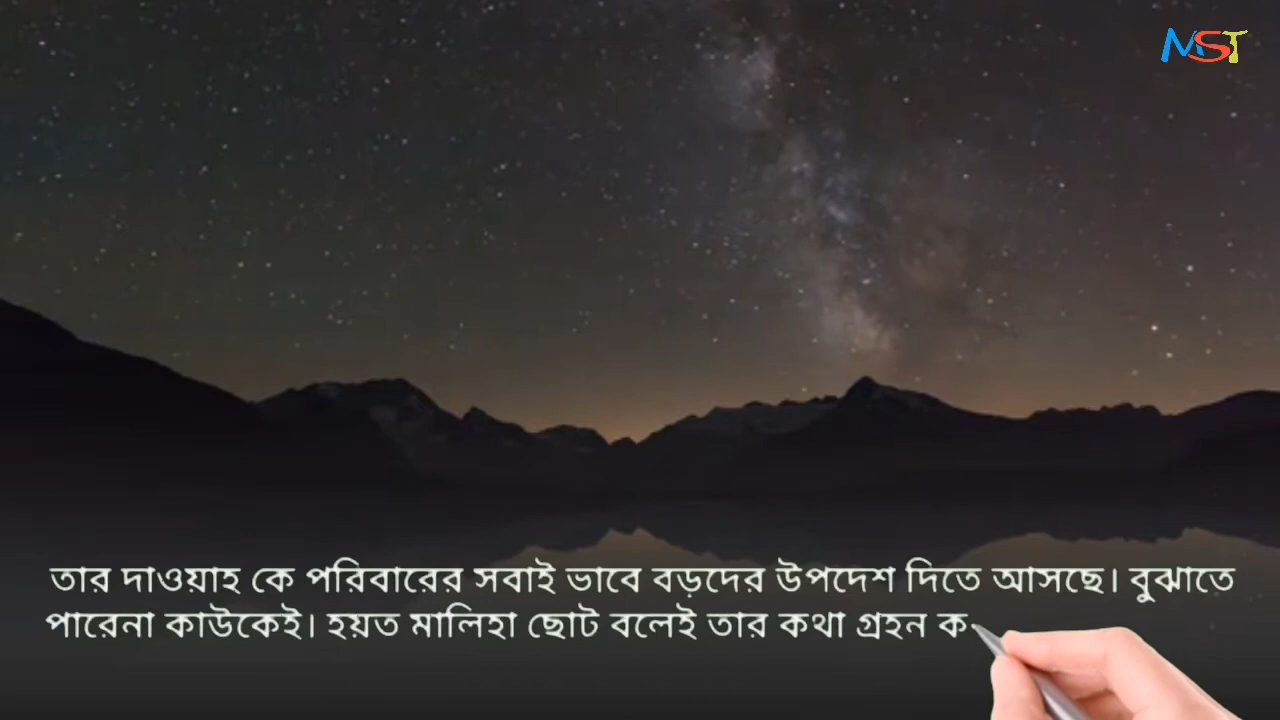 MST
তার দাওয়াহ কে পরিবারের সবাই ভাবে বড়দের উপদেশ দিতে আসছে। বুঝাতে
পারেনা কাউকেই। হয়ত মালিহা ছোট বলেই তার কথা গ্রহন ক